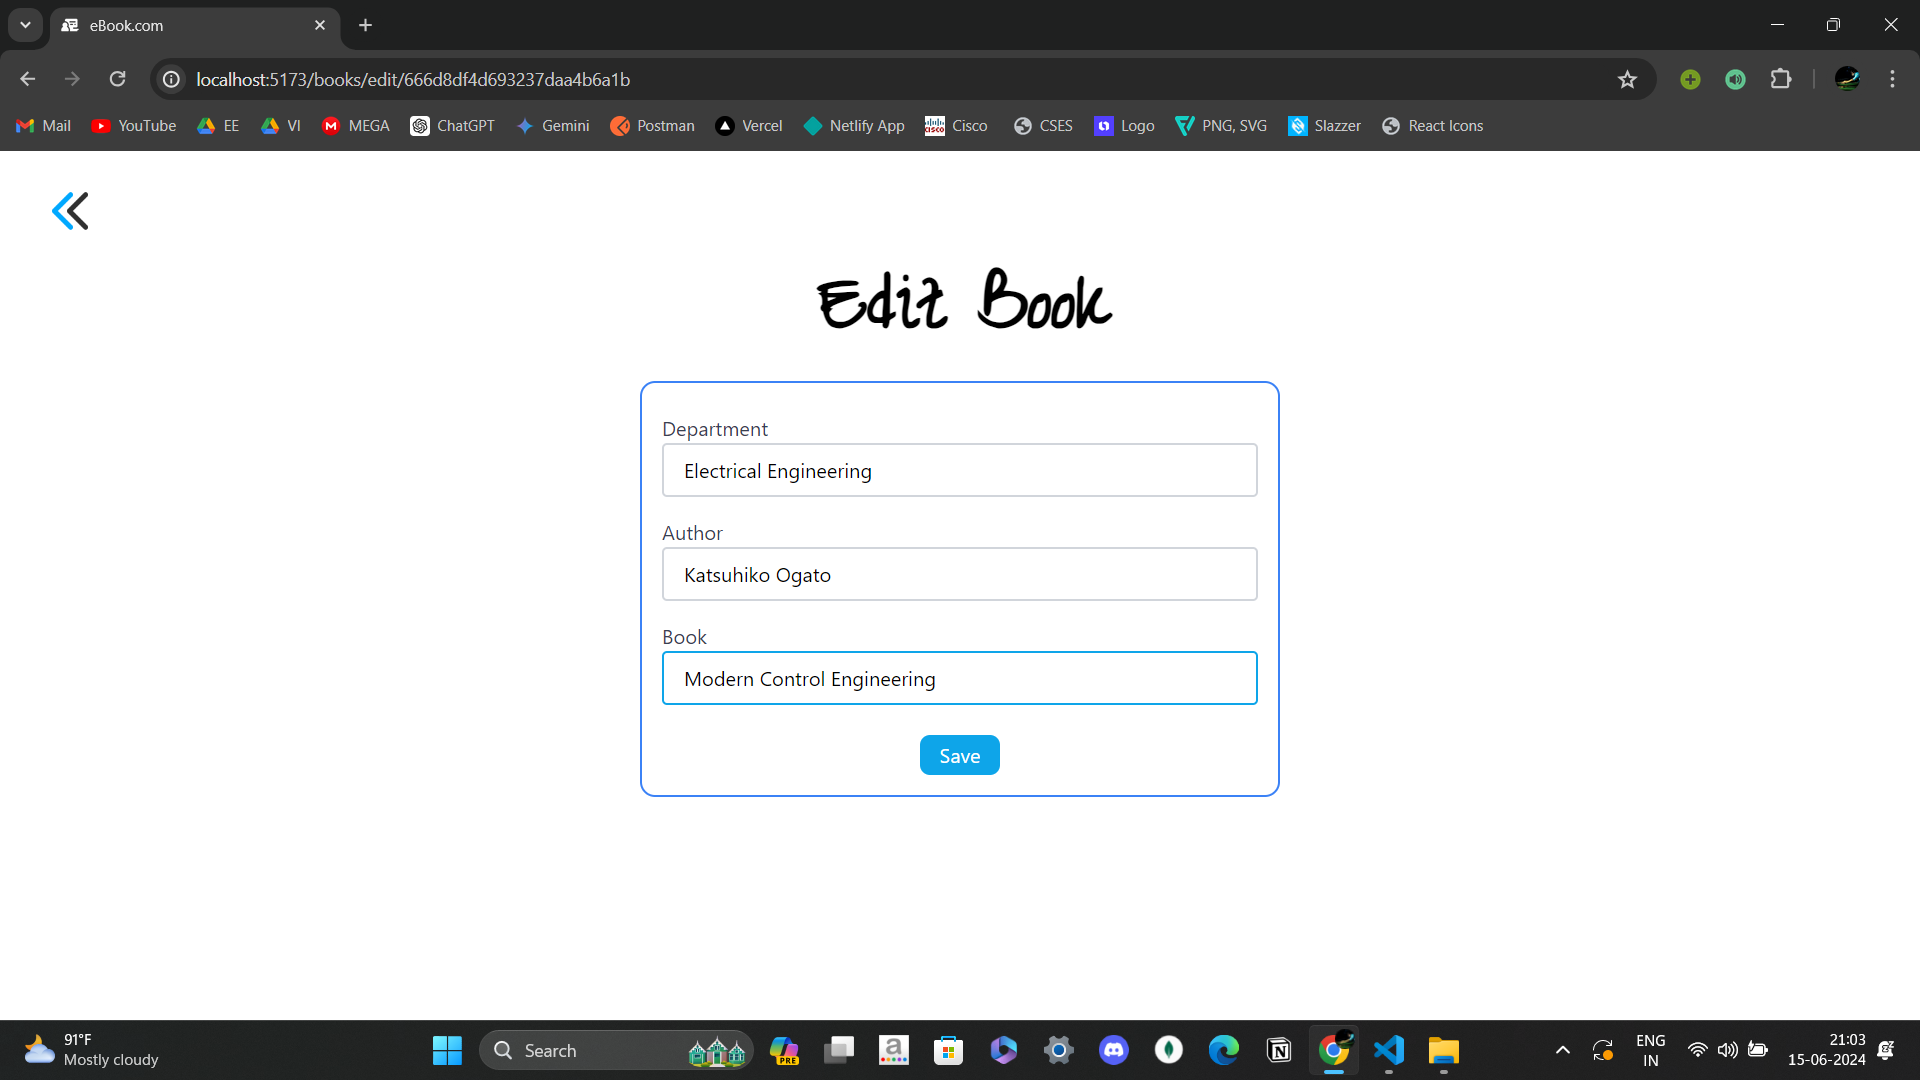 eBook.com
localhost:5173/books/edit/666d8df4d693237daa4b6a1b
Mail YouTube EE VI MEGA ChatGPT Gemini Postman Vercel Netlify App Cisco CSES Logo PNG, SVG Slazzer React Icons
Edit Book
Department
Electrical Engineering
Author
Katsuhiko Ogato
Book
Modern Control Engineering
Save
91°F
Mostly cloudy
Search
PRE
ENG
IN
21:03
15-06-2024